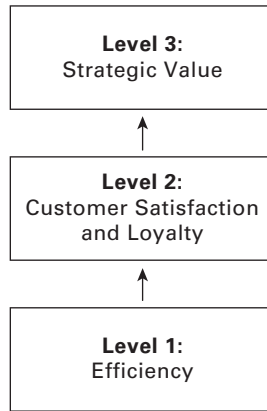 Level 3:
Strategic Value
Level 2:
Customer Satisfaction
and Loyalty
Level 1:
Efficiency